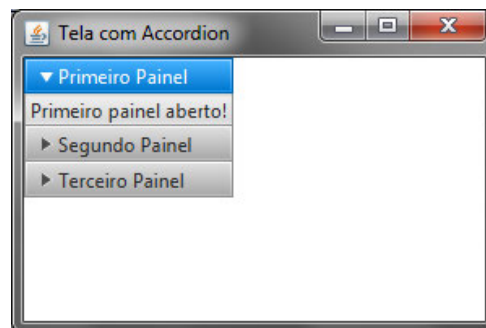 Tela com Accordion
Primeiro Painel
Primeiro painel aberto!
Segundo Painel
Terceiro Painel